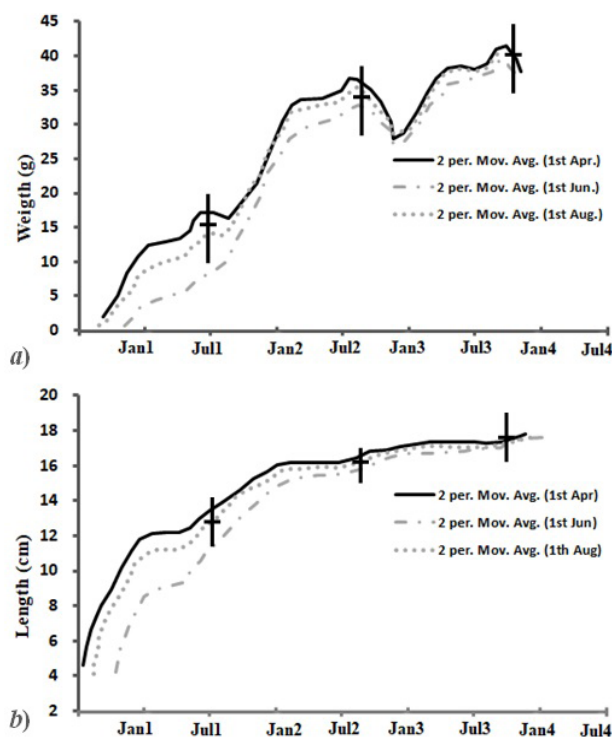 45
40
35
30
25
20
15
10
5
0
Weigth (g)
2 per. Mov. Avg. (1st Apr.)
2 per. Mov. Avg. (1st Jun.)
2 per. Mov. Avg. (1st Aug.)
Jan1 Jul1 Jan2 Jul2 Jan3 Jul3 Jan4 Jul4
a)
20
18
16
14
12
10
8
6
4
2
Length (cm)
2 per. Mov. Avg. (1st Apr)
2 per. Mov. Avg. (1st Jun)
2 per. Mov. Avg. (1th Aug)
Jan1 Jul1 Jan2 Jul2 Jan3 Jul3 Jan4 Jul4
b)